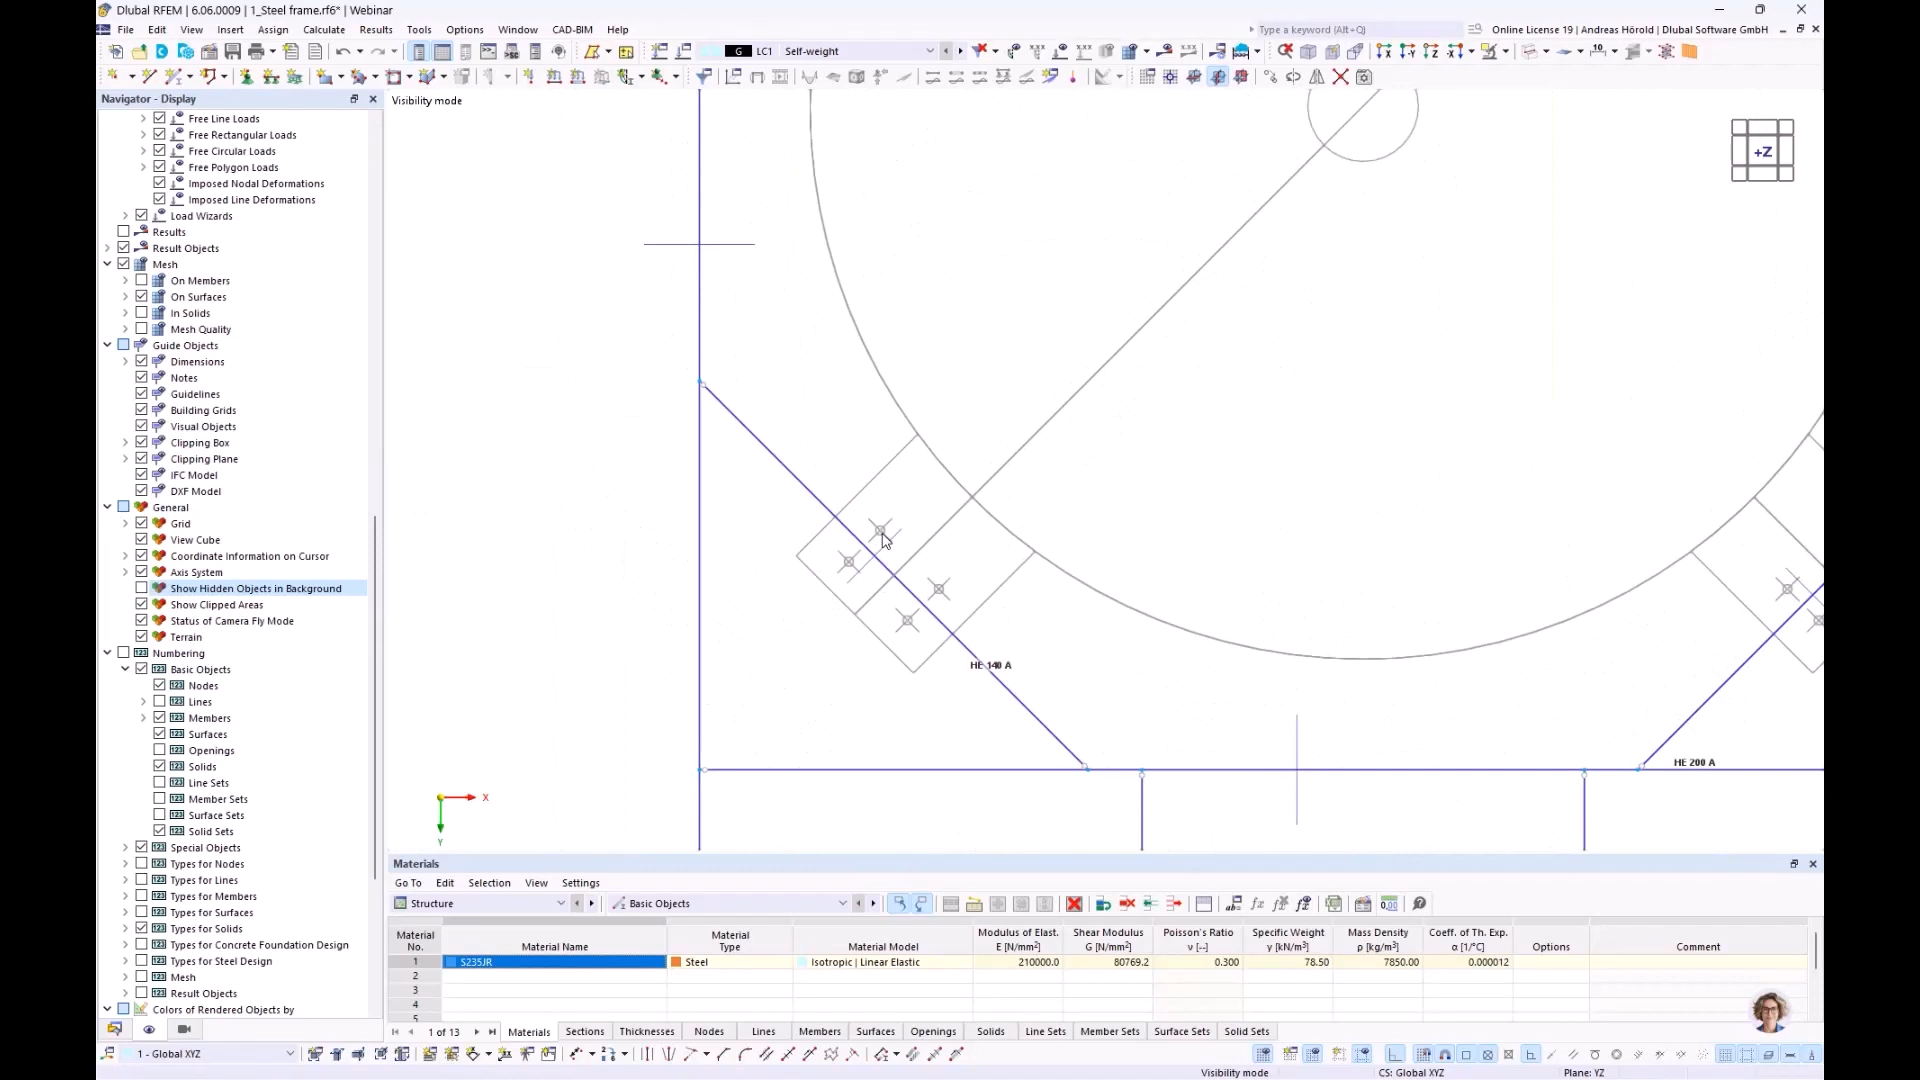 Dlubal RFEM | 6.06.0009 | 1_Steel frame.rf6* | Webinar
File Edit View Insert Assign Calculate Results Tools Options Window CAD-BIM Help
Type a keyword (Alt+Q)
Online License 19 | Andreas Hörold | Dlubal Software GmbH
G LC1 Self-weight
Navigator - Display
Visibility mode
Free Line Loads
Free Rectangular Loads
Free Circular Loads
Free Polygon Loads
Imposed Nodal Deformations
Imposed Line Deformations
Load Wizards
Results
Result Objects
Mesh
On Members
On Surfaces
In Solids
Mesh Quality
Guide Objects
Dimensions
Notes
Guidelines
Building Grids
Visual Objects
Clipping Box
Clipping Plane
IFC Model
DXF Model
General
Grid
View Cube
Coordinate Information on Cursor
Axis System
Show Hidden Objects in Background
Show Clipped Areas
Status of Camera Fly Mode
Terrain
Numbering
Basic Objects
Nodes
Lines
Members
Surfaces
Openings
Solids
Line Sets
Member Sets
Surface Sets
Solid Sets
Special Objects
Types for Nodes
Types for Lines
Types for Members
Types for Surfaces
Types for Solids
Types for Concrete Foundation Design
Types for Steel Design
Mesh
Result Objects
Colors of Rendered Objects by
+Z
HE 140 A
HE 200 A
X
Y
Materials
Go To Edit Selection View Settings
Structure Basic Objects
Material No. Material Name Material Type Material Model Modulus of Elast. E [N/mm²] Shear Modulus G [N/mm²] Poisson's Ratio ν [--] Specific Weight γ [kN/m³] Mass Density ρ [kg/m³] Coeff. of Th. Exp. α [1/°C] Options Comment
1 S235JR Steel Isotropic | Linear Elastic 210000.0 80769.2 0.300 78.50 7850.00 0.000012
2
3
4
5
1 of 13 Materials Sections Thicknesses Nodes Lines Members Surfaces Openings Solids Line Sets Member Sets Surface Sets Solid Sets
1 - Global XYZ
Visibility mode CS: Global XYZ Plane: YZ